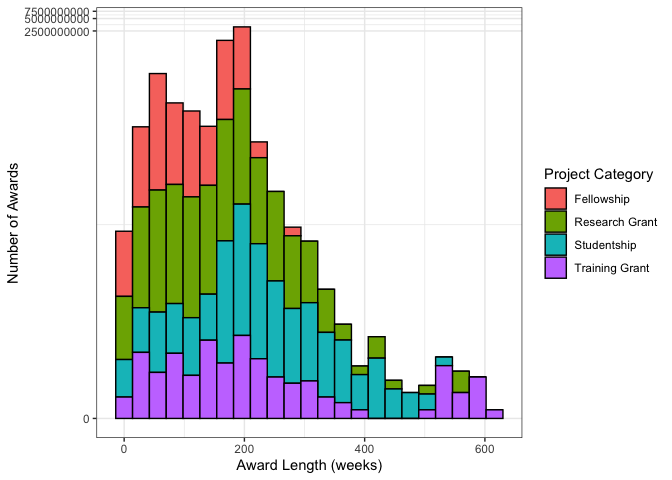 7500000000
5000000000
2500000000
0
Number of Awards
0 200 400 600
Award Length (weeks)
Project Category
Fellowship
Research Grant
Studentship
Training Grant